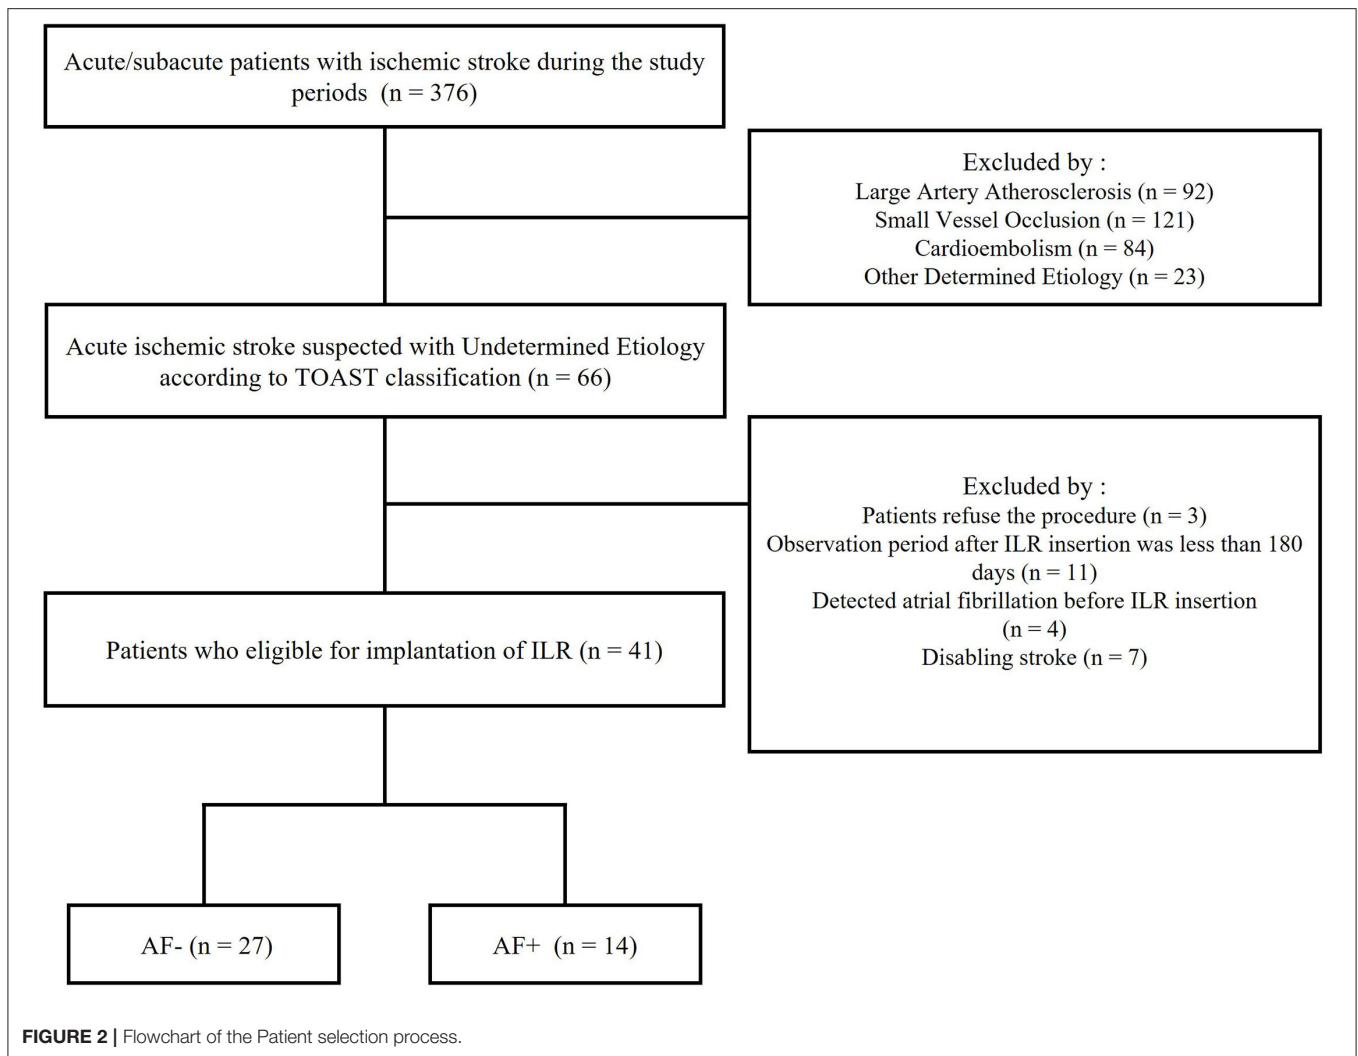 Acute/subacute patients with ischemic stroke during the study
periods (n = 376)
Excluded by :
Large Artery Atherosclerosis (n = 92)
Small Vessel Occlusion (n = 121)
Cardioembolism (n = 84)
Other Determined Etiology (n = 23)
Acute ischemic stroke suspected with Undetermined Etiology
according to TOAST classification (n = 66)
Excluded by :
Patients refuse the procedure (n = 3)
Observation period after ILR insertion was less than 180
days (n = 11)
Detected atrial fibrillation before ILR insertion
(n = 4)
Disabling stroke (n = 7)
Patients who eligible for implantation of ILR (n = 41)
AF- (n = 27)
AF+ (n = 14)
FIGURE 2 | Flowchart of the Patient selection process.